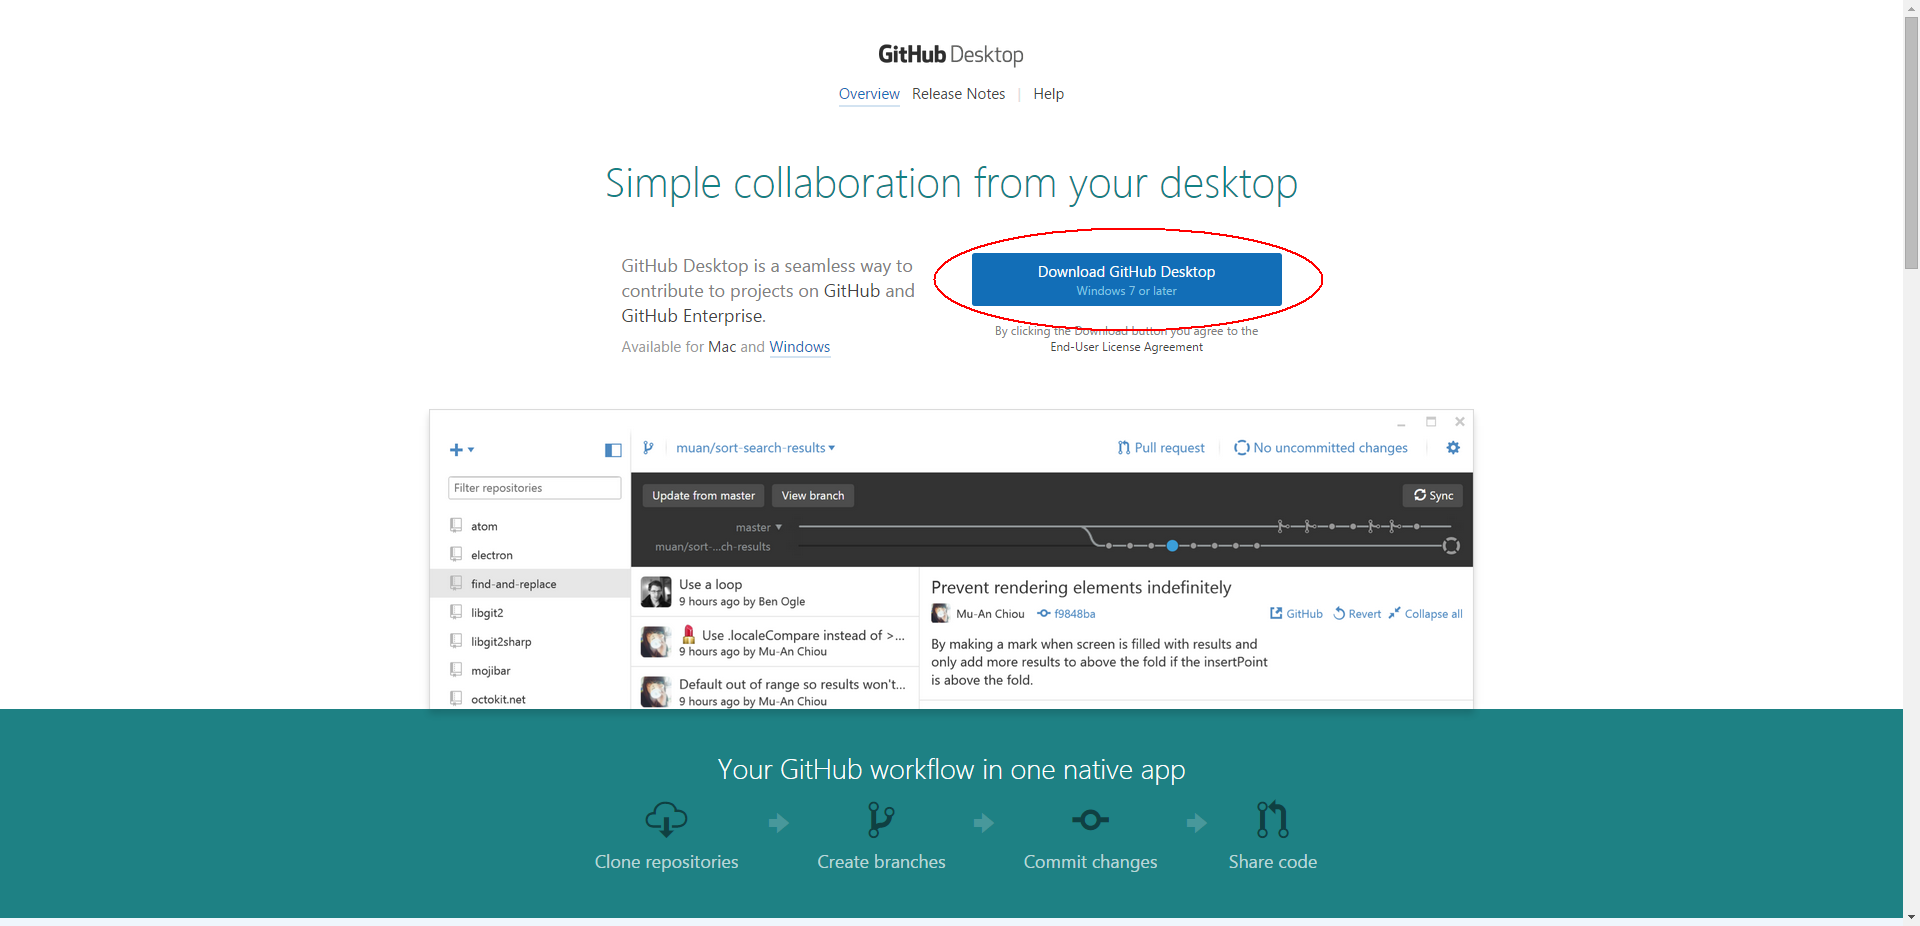 GitHub Desktop
Overview Release Notes | Help
Simple collaboration from your desktop
GitHub Desktop is a seamless way to
contribute to projects on GitHub and
GitHub Enterprise.
Available for Mac and Windows
Download GitHub Desktop
Windows 7 or later
By clicking the Download button you agree to the
End-User License Agreement
muan/sort-search-results
Pull request
No uncommitted changes
Filter repositories
atom
electron
find-and-replace
libgit2
libgit2sharp
mojibar
octokit.net
Update from master
View branch
Sync
master
muan/sort-...ch-results
Use a loop
9 hours ago by Ben Ogle
Use .localeCompare instead of >...
9 hours ago by Mu-An Chiou
Default out of range so results won't...
9 hours ago by Mu-An Chiou
Prevent rendering elements indefinitely
Mu-An Chiou f9848ba
GitHub Revert Collapse all
By making a mark when screen is filled with results and
only add more results to above the fold if the insertPoint
is above the fold.
Your GitHub workflow in one native app
Clone repositories
Create branches
Commit changes
Share code